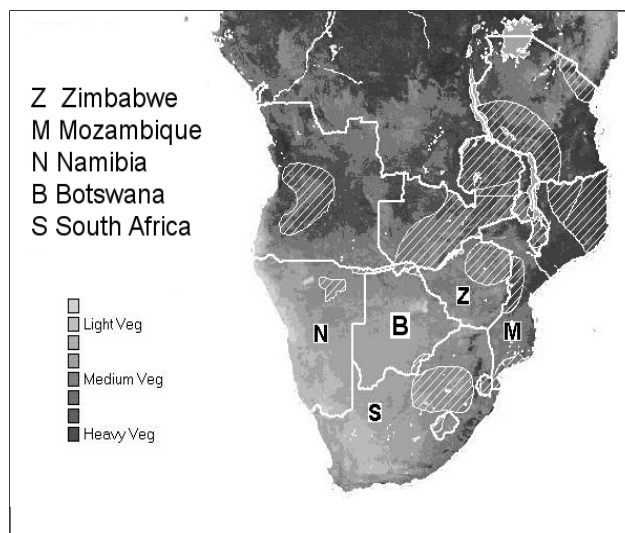 Z Zimbabwe
M Mozambique
N Namibia
B Botswana
S South Africa
Light Veg
Medium Veg
Heavy Veg
Z
N
B
M
S